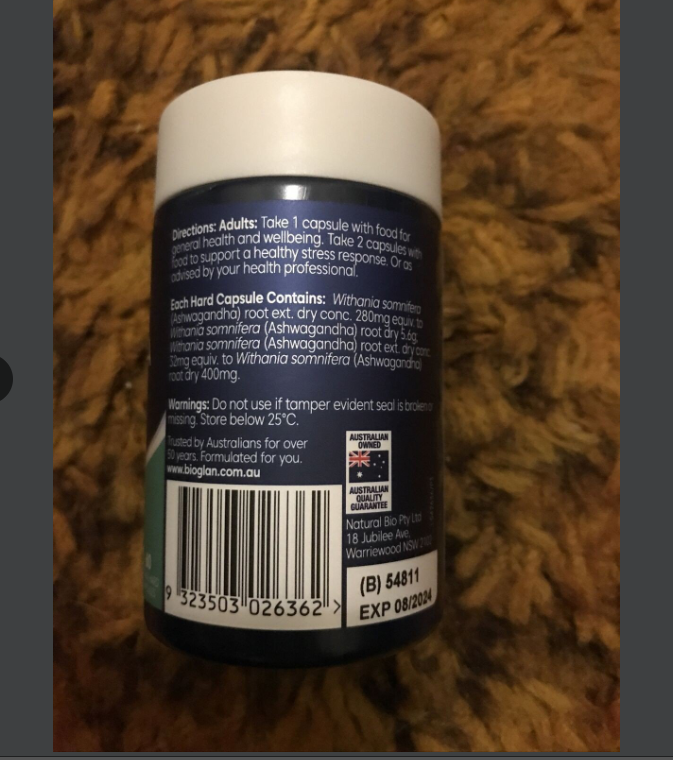 Directions: Adults: Take 1 capsule with food for
general health and wellbeing. Take 2 capsules with
food to support a healthy stress response. Or as
advised by your health professional.
Each Hard Capsule Contains: Withania somnifera
(Ashwagandha) root ext. dry conc. 280mg equiv. to
Withania somnifera (Ashwagandha) root dry 5.6g;
Withania somnifera (Ashwagandha) root ext. dry conc.
32mg equiv. to Withania somnifera (Ashwagandha)
root dry 400mg.
Warnings: Do not use if tamper evident seal is broken or
missing. Store below 25°C.
Trusted by Australians for over
50 years. Formulated for you.
www.bioglan.com.au
AUSTRALIAN
OWNED
AUSTRALIAN
QUALITY
GUARANTEE
Natural Bio Pty Ltd
18 Jubilee Ave,
Warriewood NSW
9 323503 026362 >
(B) 54811
EXP 08/2024